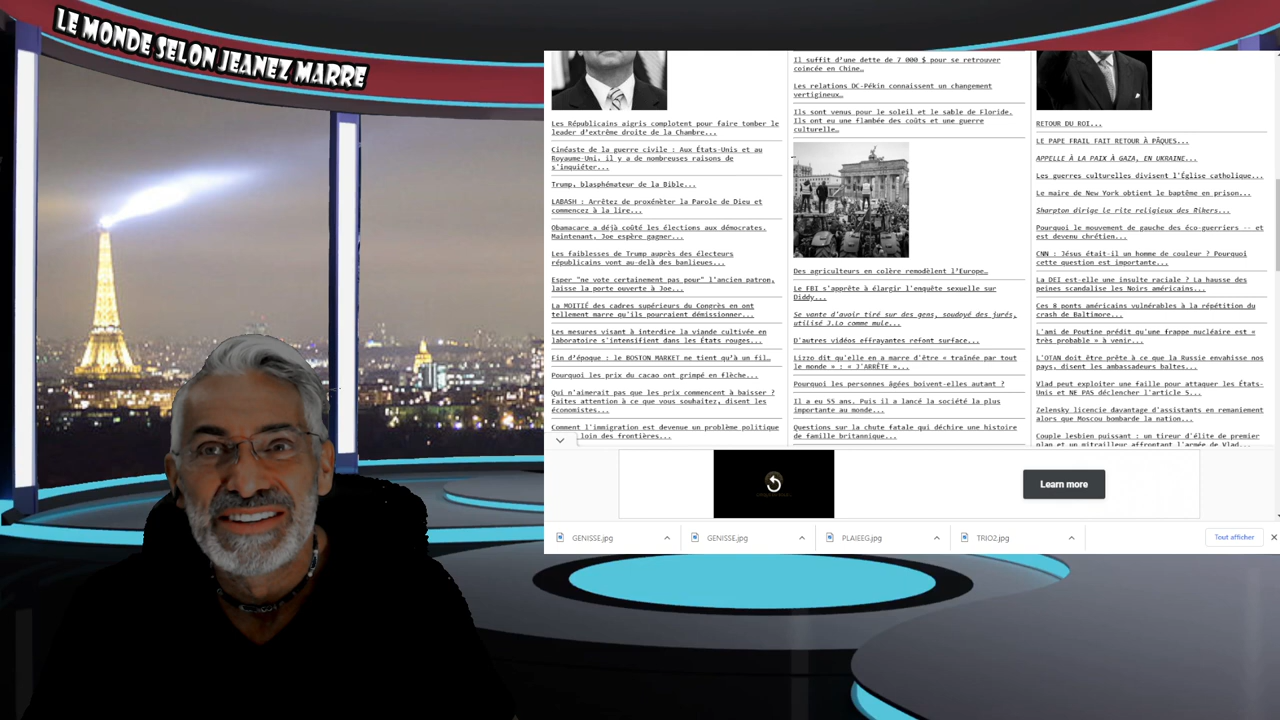 LE MONDE SELON JEANEZ MARRE
Les Républicains aigris complotent pour faire tomber le
leader d'extrême droite de la Chambre...
Cinéaste de la guerre civile : Aux États-Unis et au
Royaume-Uni, il y a de nombreuses raisons de
s'inquiéter...
Trump, blasphémateur de la Bible...
LABASH : Arrêtez de proxénèter la Parole de Dieu et
commencez à la lire...
Obamacare a déjà coûté les élections aux démocrates.
Maintenant, Joe espère gagner...
Les faiblesses de Trump auprès des électeurs
républicains vont au-delà des banlieues...
Esper "ne vote certainement pas pour" l'ancien patron,
laisse la porte ouverte à Joe...
La MOITIÉ des cadres supérieurs du Congrès en ont
tellement marre qu'ils pourraient démissionner...
Les mesures visant à interdire la viande cultivée en
laboratoire s'intensifient dans les États rouges...
Fin d'époque : le BOSTON MARKET ne tient qu'à un fil…
Pourquoi les prix du cacao ont grimpé en flèche...
Qui n'aimerait pas que les prix commencent à baisser ?
Faites attention à ce que vous souhaitez, disent les
économistes...
Comment l'immigration est devenue un problème politique
loin des frontières...
Il suffit d'une dette de 7 000 $ pour se retrouver
coincée en Chine…
Les relations DC-Pékin connaissent un changement
vertigineux…
Ils sont venus pour le soleil et le sable de Floride.
Ils ont eu une flambée des coûts et une guerre
culturelle…
Des agriculteurs en colère remodèlent l'Europe…
Le FBI s'apprête à élargir l'enquête sexuelle sur
Diddy...
Se vante d'avoir tiré sur des gens, soudoyé des jurés,
utilisé J.Lo comme mule...
D'autres vidéos effrayantes refont surface...
Lizzo dit qu'elle en a marre d'être « traînée par tout
le monde » : « J'ARRÊTE »...
Pourquoi les personnes âgées boivent-elles autant ?
Il a eu 55 ans. Puis il a lancé la société la plus
importante au monde...
Questions sur la chute fatale qui déchire une histoire
de famille britannique...
RETOUR DU ROI...
LE PAPE FRAIL FAIT RETOUR À PÂQUES...
APPELLE À LA PAIX À GAZA, EN UKRAINE...
Les guerres culturelles divisent l'Église catholique...
Le maire de New York obtient le baptême en prison...
Sharpton dirige le rite religieux des Rikers...
Pourquoi le mouvement de gauche des éco-guerriers -- et
est devenu chrétien...
CNN : Jésus était-il un homme de couleur ? Pourquoi
cette question est importante...
La DEI est-elle une insulte raciale ? La hausse des
peines scandalise les Noirs américains...
Ces 8 ponts américains vulnérables à la répétition du
crash de Baltimore...
L'ami de Poutine prédit qu'une frappe nucléaire est «
très probable » à venir...
L'OTAN doit être prête à ce que la Russie envahisse nos
pays, disent les ambassadeurs baltes...
Vlad peut exploiter une faille pour attaquer les États-
Unis et NE PAS déclencher l'article 5...
Zelensky licencie davantage d'assistants en remaniement
alors que Moscou bombarde la nation...
Couple lesbien puissant : un tireur d'élite de premier
plan et un mitrailleur affrontant l'armée de Vlad...
Learn more
GENISSE.jpg
GENISSE.jpg
PLAIEEG.jpg
TRIO2.jpg
Tout afficher